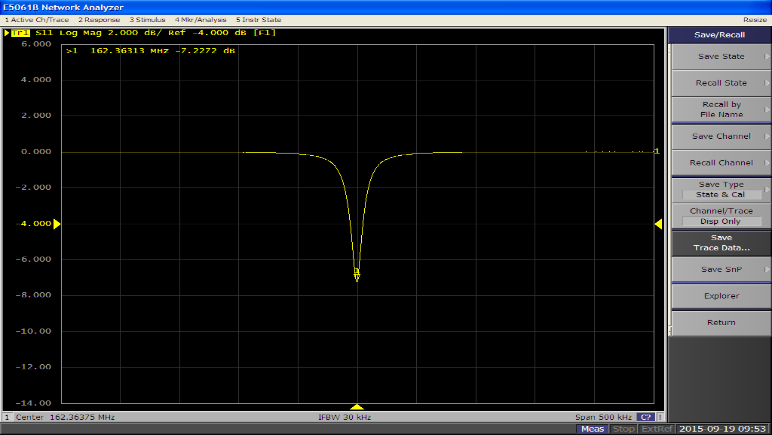 E5061B Network Analyzer
1 Active Ch/Trace 2 Response 3 Stimulus 4 Mkr/Analysis 5 Instr State
Resize
Tr1 S11 Log Mag 2.000 dB/ Ref -4.000 dB [F1]
>1 162.36313 MHz -7.2272 dB
6.000
4.000
2.000
0.000
-2.000
-4.000
-6.000
-8.000
-10.00
-12.00
-14.00
1
1
Save/Recall
Save State
Recall State
Recall by
File Name
Save Channel
Recall Channel
Save Type
State & Cal
Channel/Trace
Disp Only
Save
Trace Data...
Save SnP
Explorer
Return
1 Center 162.36375 MHz
IFBW 30 kHz
Span 500 kHz C? !
Meas Stop ExtRef 2015-09-19 09:53